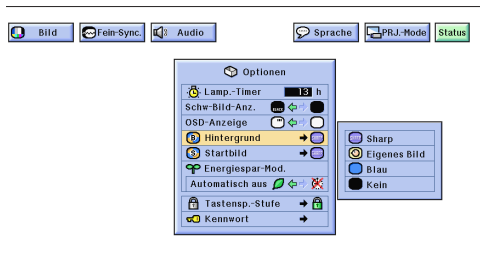 Bild Fein-Sync. Audio Sprache PRJ.-Mode Status
Optionen
Lamp.-Timer 13 h
Schw-Bild-Anz.
OSD-Anzeige
Hintergrund
Startbild
Energiespar-Mod.
Automatisch aus
Tastensp.-Stufe
Kennwort
Sharp
Eigenes Bild
Blau
Kein